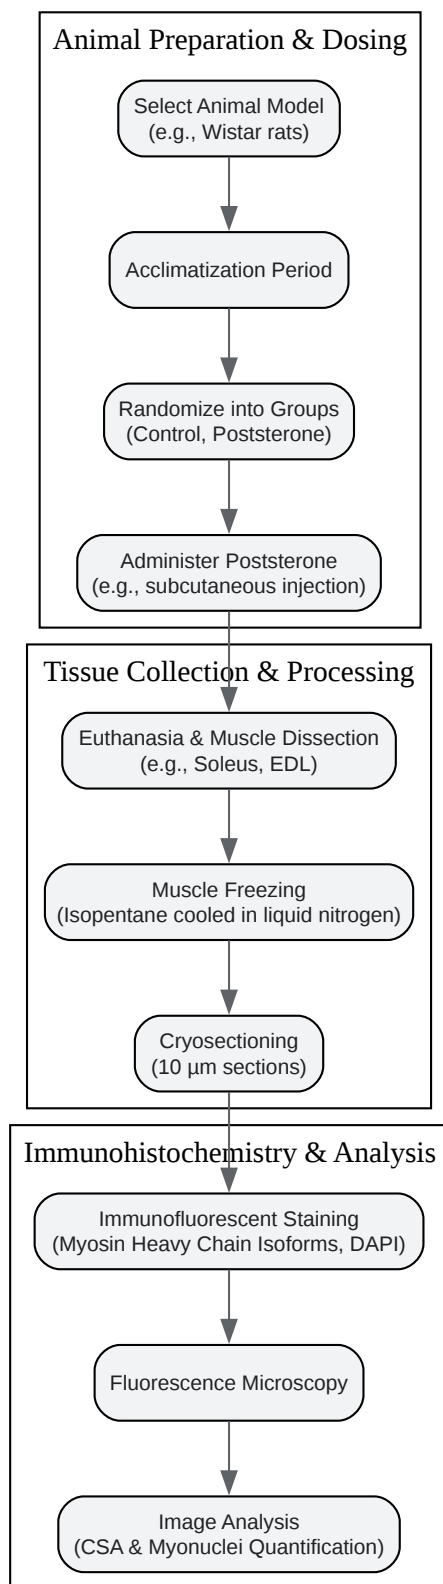 Animal Preparation & Dosing
Select Animal Model
(e.g., Wistar rats)
Acclimatization Period
Randomize into Groups
(Control, Poststerone)
Administer Poststerone
(e.g., subcutaneous injection)
Tissue Collection & Processing
Euthanasia & Muscle Dissection
(e.g., Soleus, EDL)
Muscle Freezing
(Isopentane cooled in liquid nitrogen)
Cryosectioning
(10 µm sections)
Immunohistochemistry & Analysis
Immunofluorescent Staining
(Myosin Heavy Chain Isoforms, DAPI)
Fluorescence Microscopy
Image Analysis
(CSA & Myonuclei Quantification)